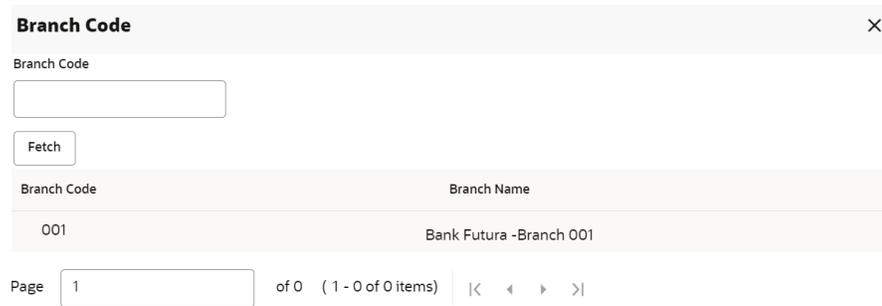 Branch Code
Branch Code
Fetch
Branch Code Branch Name
001 Bank Futura -Branch 001
Page 1 of 0 ( 1 - 0 of 0 items)